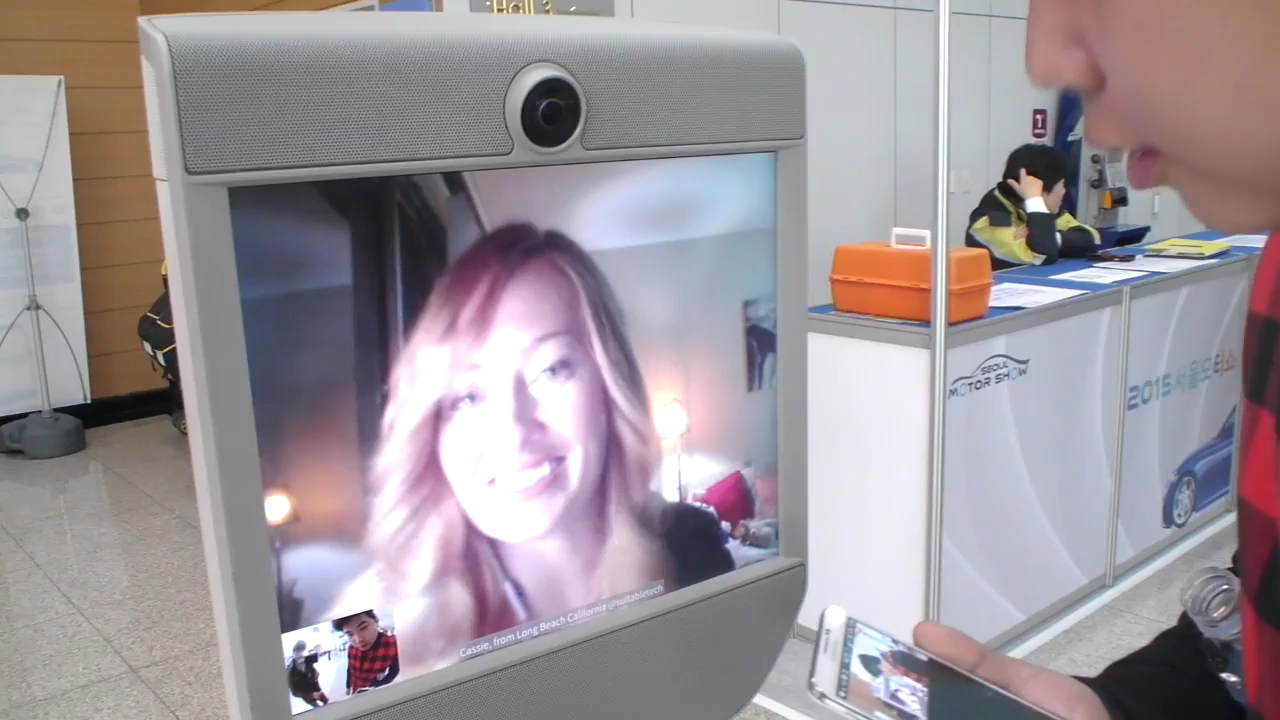 Hall 3
Cassie, from Long Beach California @suitabletech
SEOUL
MOTOR SHOW
2015서울모터쇼